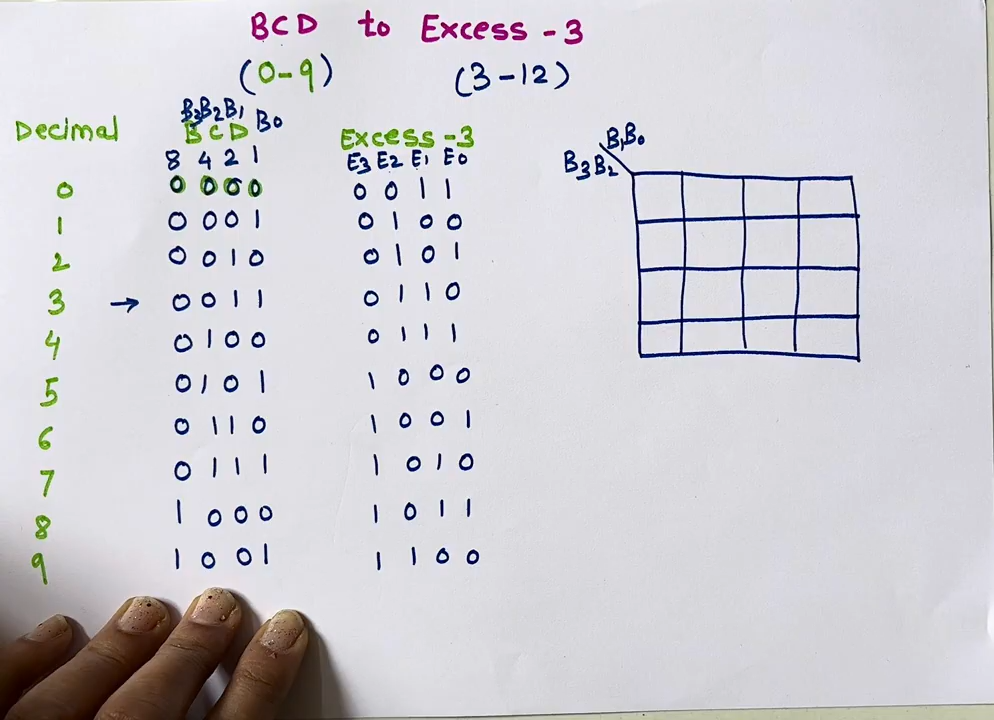 BCD to Excess-3
(0-9) (3-12)
B3B2B1 B0
Decimal BCD Excess-3
8 4 2 1 E3 E2 E1 E0
0 0 0 0 0 0 0 1 1
1 0 0 0 1 0 1 0 0
2 0 0 1 0 0 1 0 1
3 → 0 0 1 1 0 1 1 0
4 0 1 0 0 0 1 1 1
5 0 1 0 1 1 0 0 0
6 0 1 1 0 1 0 0 1
7 0 1 1 1 1 0 1 0
8 1 0 0 0 1 0 1 1
9 1 0 0 1 1 1 0 0
B1B0
B3B2